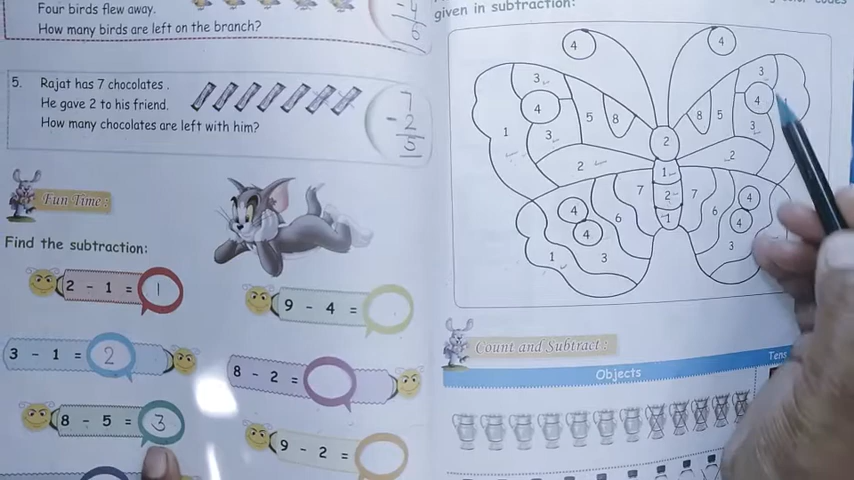 Four birds flew away.
How many birds are left on the branch?
- 4
6
5. Rajat has 7 chocolates .
He gave 2 to his friend.
How many chocolates are left with him?
7
- 2
5
Fun Time :
Find the subtraction:
2 - 1 = 1
9 - 4 =
3 - 1 = 2
8 - 2 =
8 - 5 = 3
9 - 2 =
given in subtraction:
4 4
3 3
4 4
5 8 8 5
1 3 2 3
2 1 2
7 2 7
4 6 1 6 4
4 4
1 3 3
Count and Subtract :
Objects
Tens